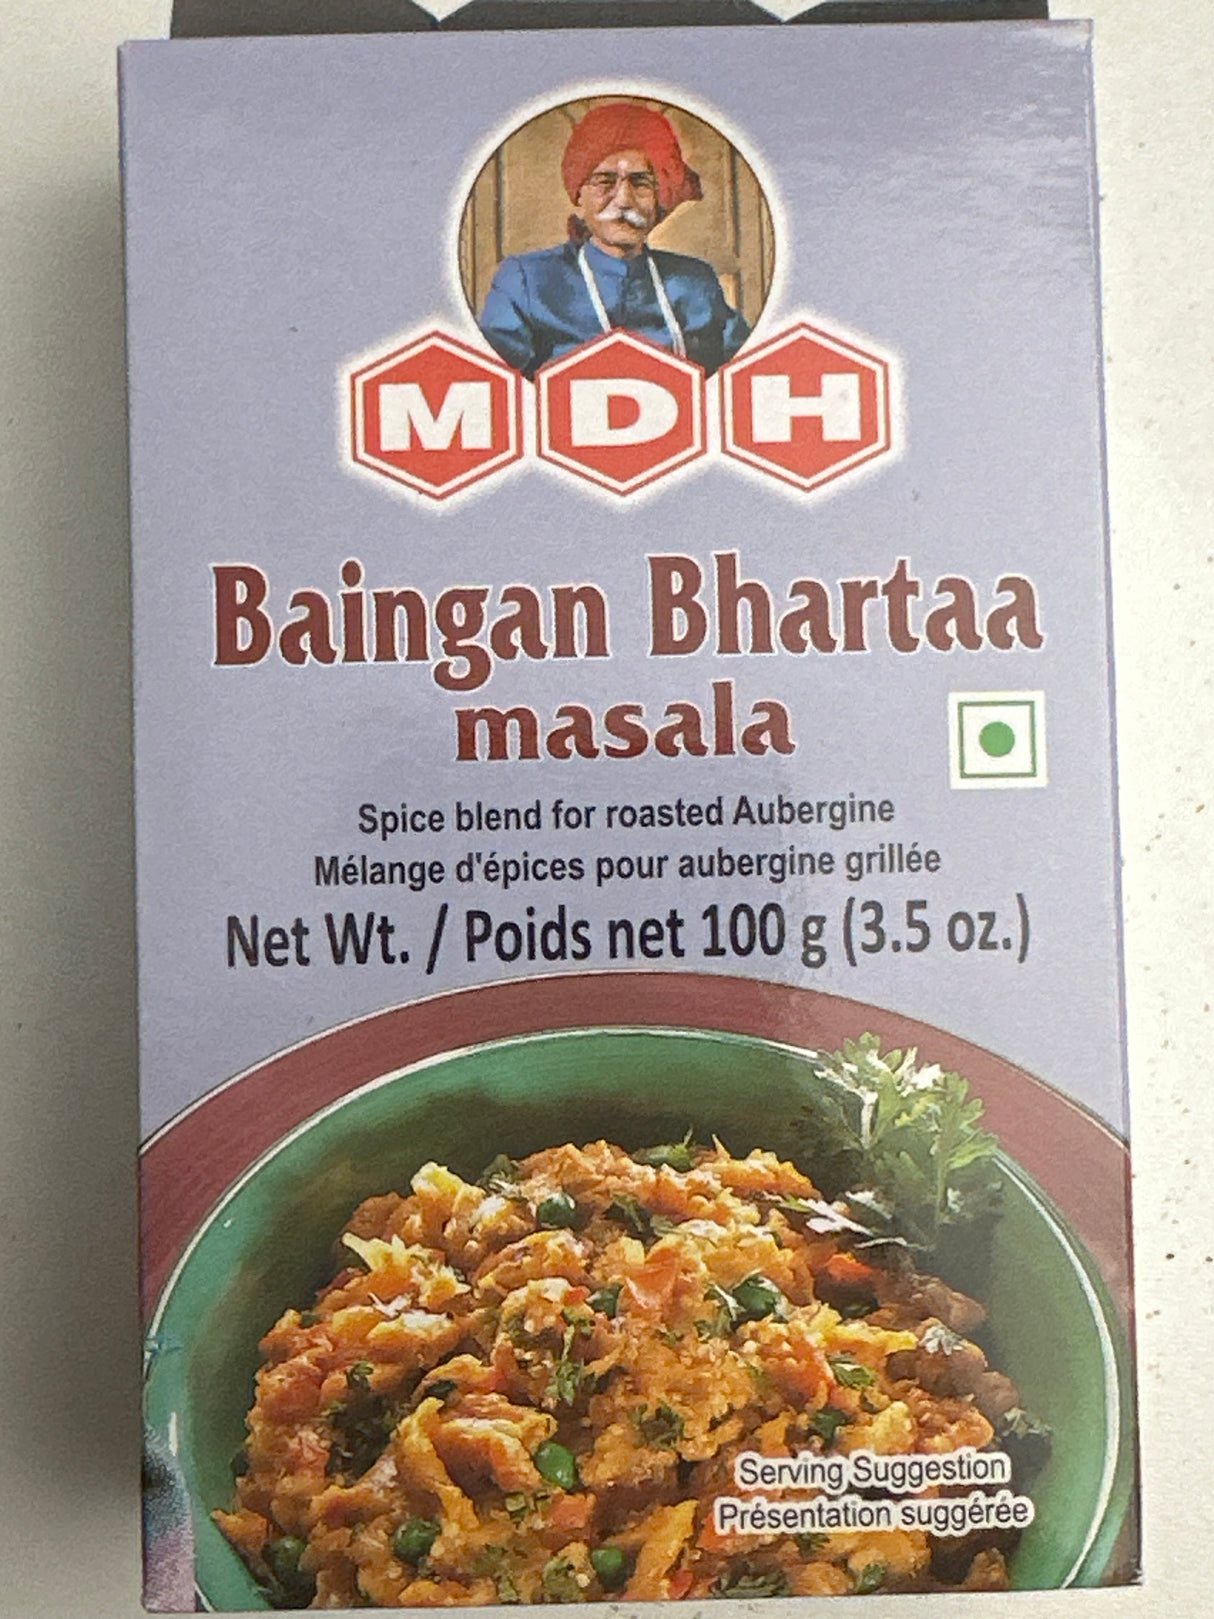 MDH
Baingan Bhartaa
masala
Spice blend for roasted Aubergine
Mélange d'épices pour aubergine grillée
Net Wt. / Poids net 100 g (3.5 oz.)
Serving Suggestion
Présentation suggérée